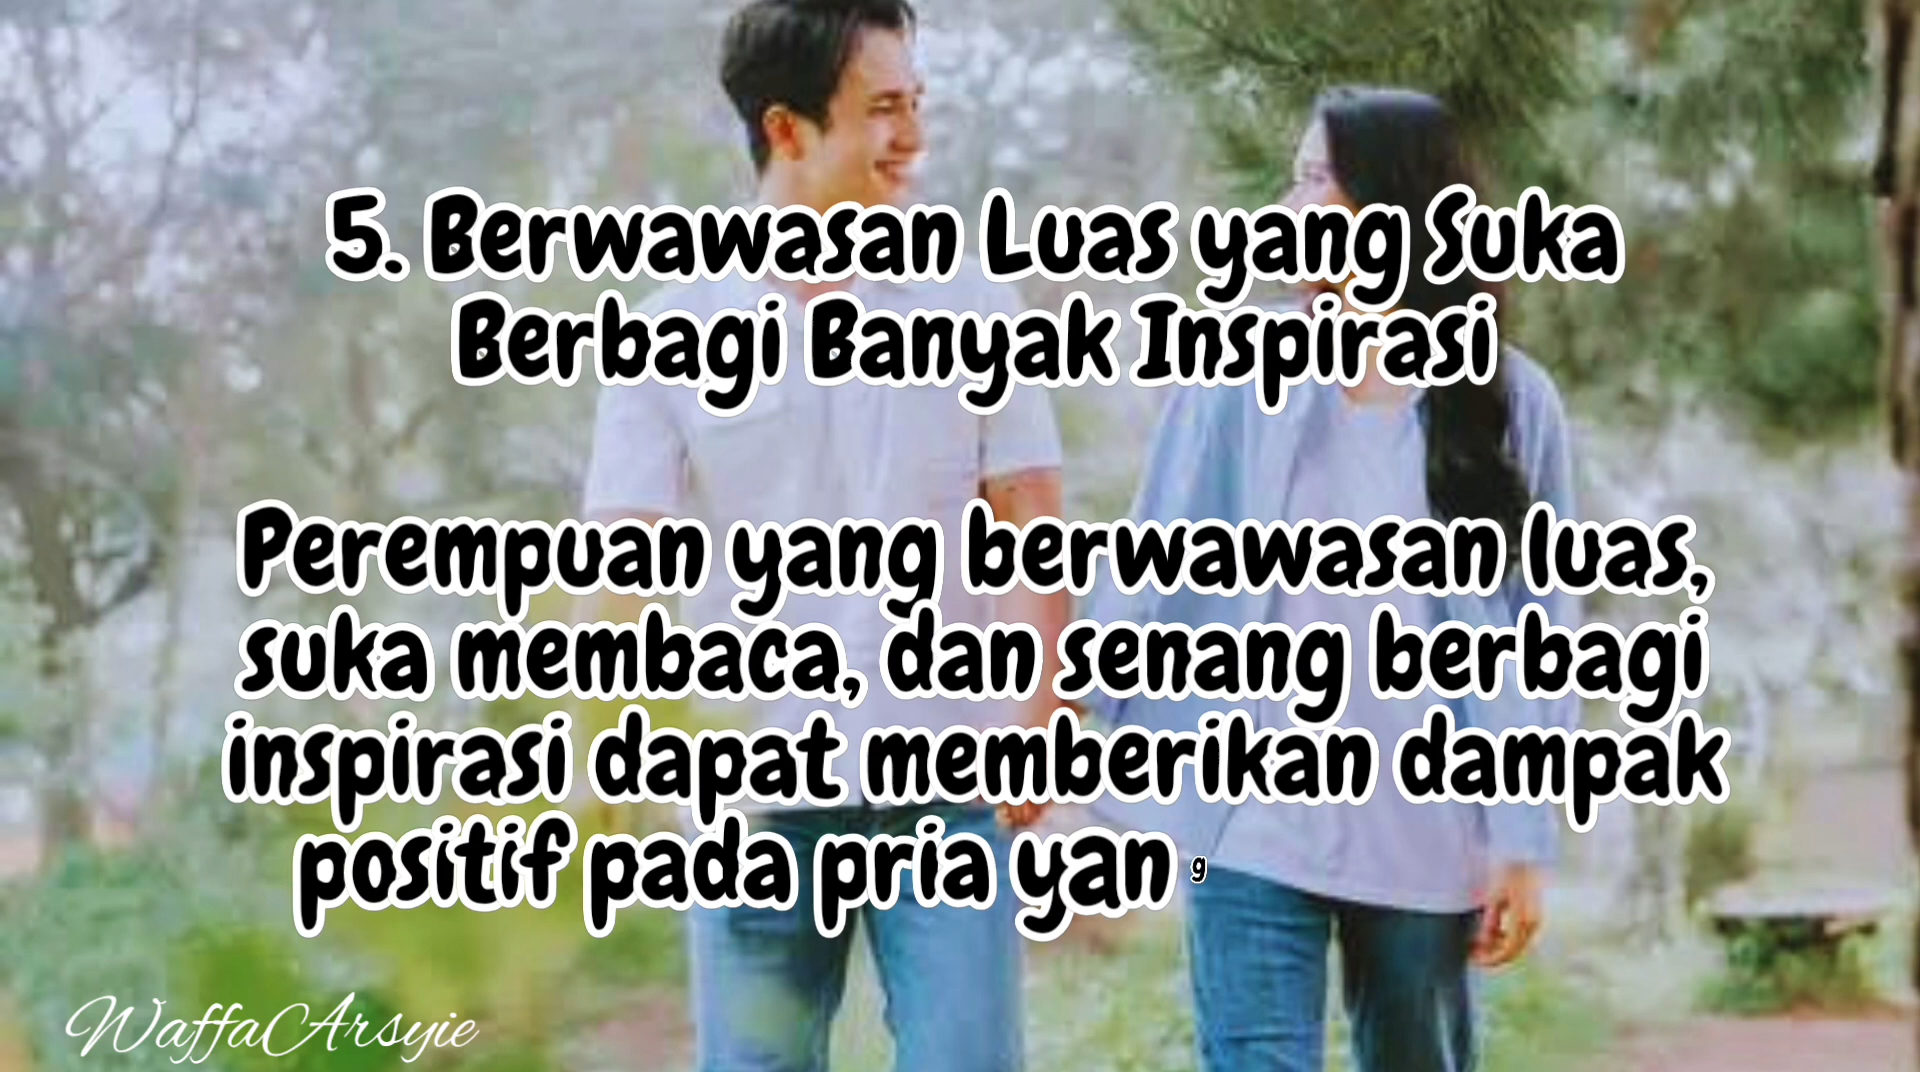 5. Berwawasan Luas yang Suka
Berbagi Banyak Inspirasi
Perempuan yang berwawasan luas,
suka membaca, dan senang berbagi
inspirasi dapat memberikan dampak
positif pada pria yang
WaffaArsyie